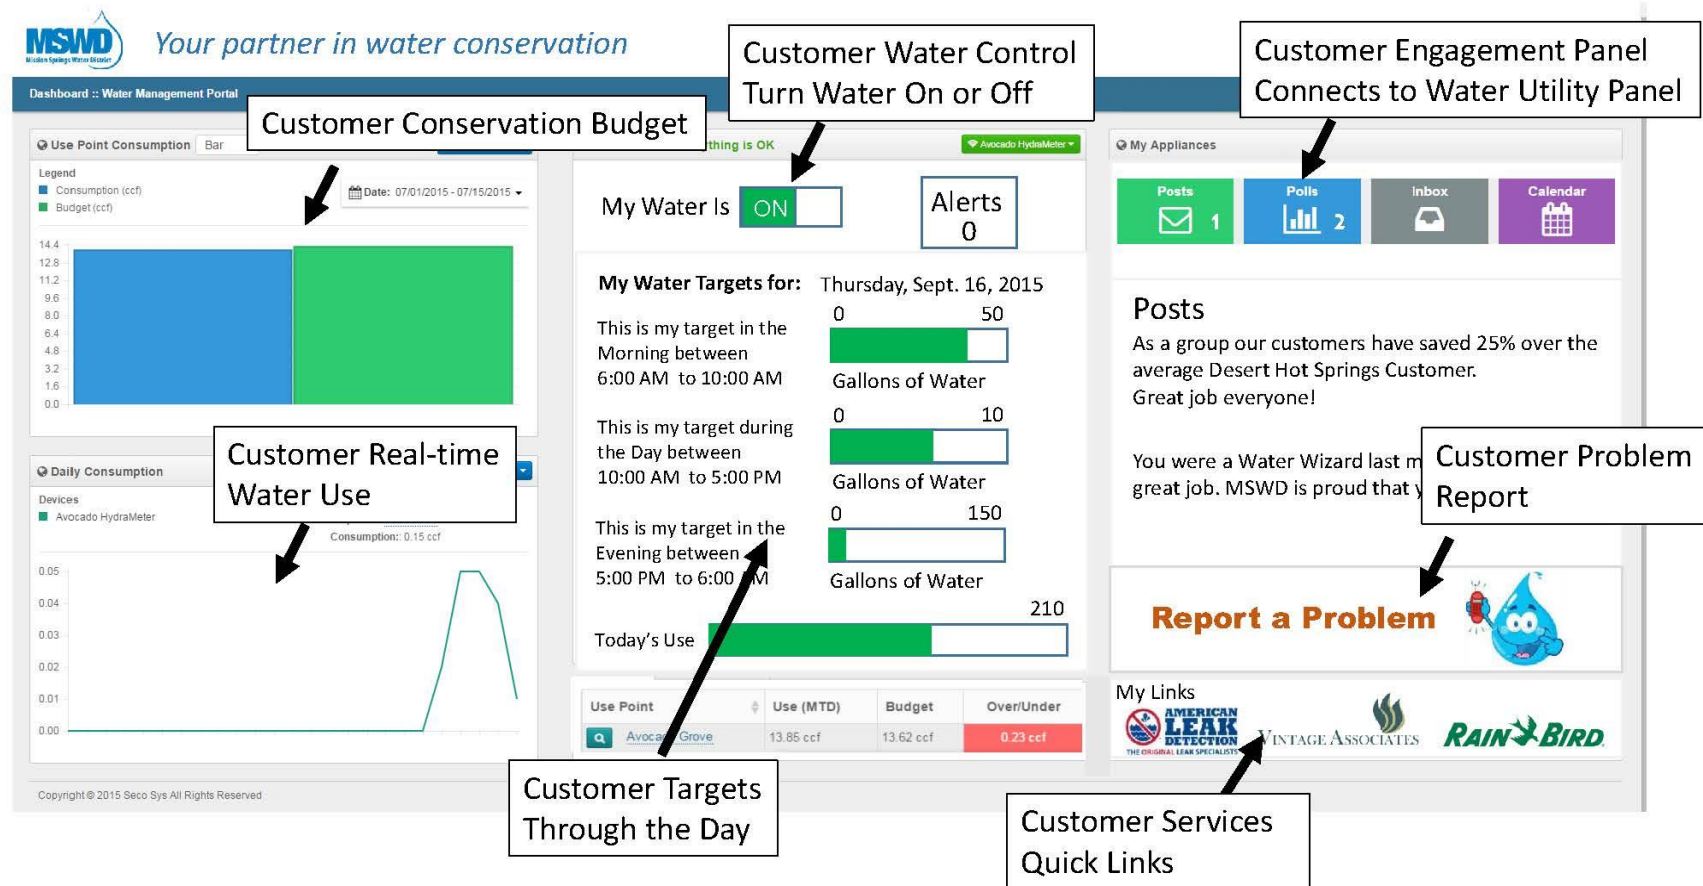 MSWD
Mission Springs Water District
Your partner in water conservation
Dashboard :: Water Management Portal
Customer Conservation Budget
Customer Water Control
Turn Water On or Off
Customer Engagement Panel
Connects to Water Utility Panel
Use Point Consumption
Bar
Legend
Consumption (ccf)
Budget (ccf)
Date: 07/01/2015 - 07/15/2015
14.4
12.8
11.2
9.6
8.0
6.4
4.8
3.2
1.6
0.0
Daily Consumption
Customer Real-time
Water Use
Devices
Avocado HydraMeter
Consumption:: 0.15 ccf
0.05
0.04
0.03
0.02
0.01
0.00
thing is OK
Avocado HydraMeter
My Water Is ON
Alerts
0
My Water Targets for: Thursday, Sept. 16, 2015
This is my target in the
Morning between
6:00 AM to 10:00 AM
0 50
Gallons of Water
This is my target during
the Day between
10:00 AM to 5:00 PM
0 10
Gallons of Water
This is my target in the
Evening between
5:00 PM to 6:00 AM
0 150
Gallons of Water
210
Today's Use
Use Point Use (MTD) Budget Over/Under
Avocado Grove 13.85 ccf 13.62 ccf 0.23 ccf
Customer Targets
Through the Day
My Appliances
Posts 1
Polls 2
Inbox
Calendar
Posts
As a group our customers have saved 25% over the
average Desert Hot Springs Customer.
Great job everyone!
You were a Water Wizard last
great job. MSWD is proud that
Customer Problem
Report
Report a Problem
My Links
AMERICAN
LEAK
DETECTION
THE ORIGINAL LEAK SPECIALISTS
VINTAGE ASSOCIATES
RAIN BIRD
Customer Services
Quick Links
Copyright © 2015 Seco Sys All Rights Reserved